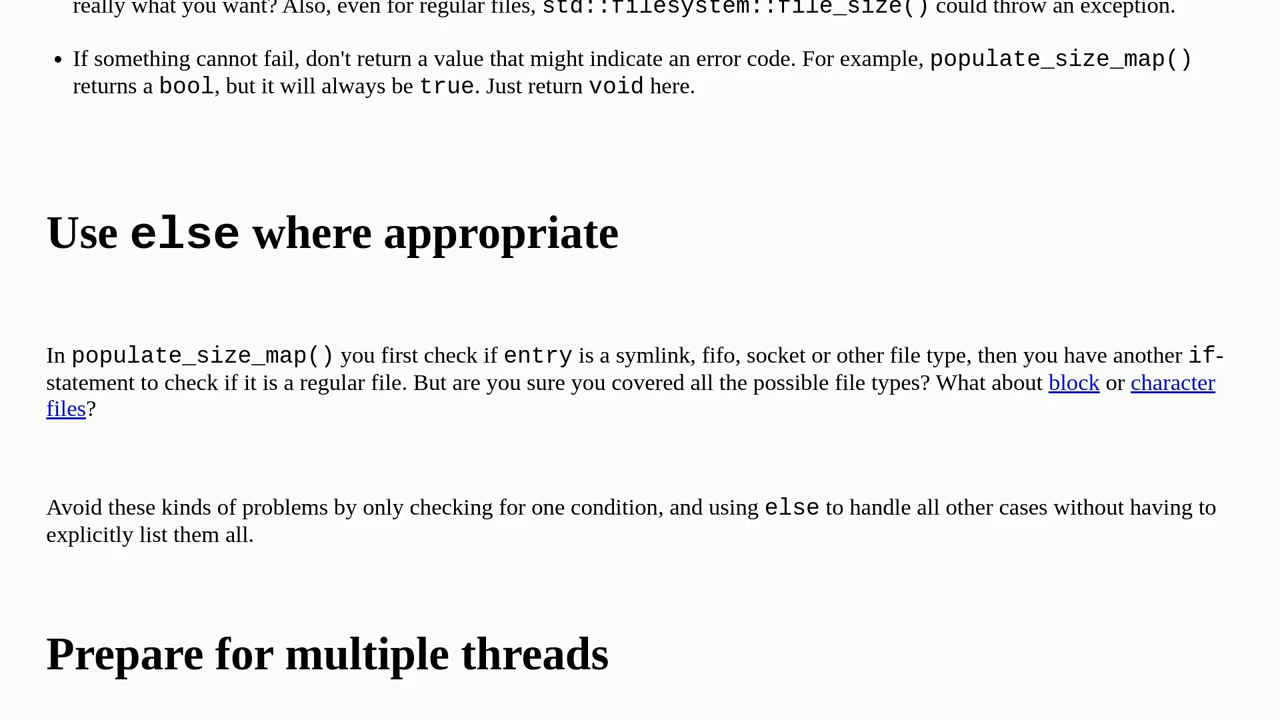 really what you want? Also, even for regular files, std::filesystem::file_size() could throw an exception.
• If something cannot fail, don't return a value that might indicate an error code. For example, populate_size_map()
returns a bool, but it will always be true. Just return void here.
Use else where appropriate
In populate_size_map() you first check if entry is a symlink, fifo, socket or other file type, then you have another if-
statement to check if it is a regular file. But are you sure you covered all the possible file types? What about block or character
files?
Avoid these kinds of problems by only checking for one condition, and using else to handle all other cases without having to
explicitly list them all.
Prepare for multiple threads